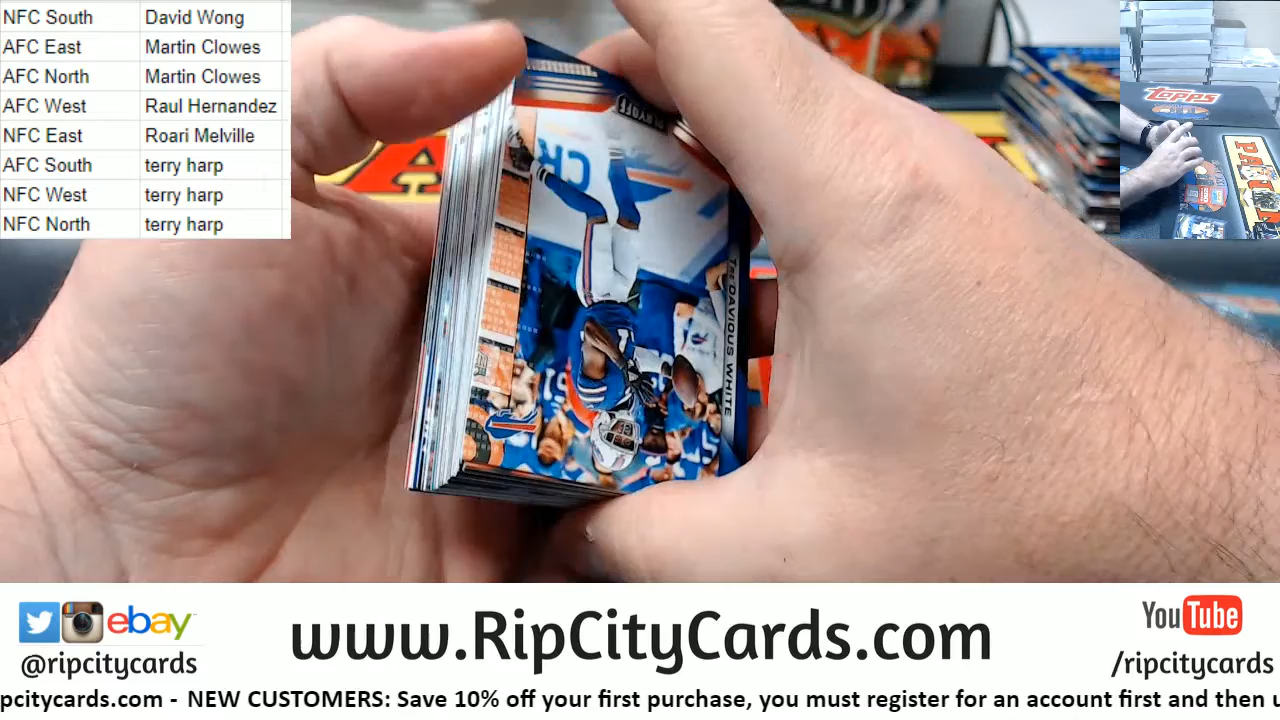 NFC South David Wong
AFC East Martin Clowes
AFC North Martin Clowes
AFC West Raul Hernandez
NFC East Roari Melville
AFC South terry harp
NFC West terry harp
NFC North terry harp
Topps
PLAYOFF
TRE'DAVIOUS WHITE
ebay
@ripcitycards
www.RipCityCards.com
YouTube
/ripcitycards
pcitycards.com - NEW CUSTOMERS: Save 10% off your first purchase, you must register for an account first and then u